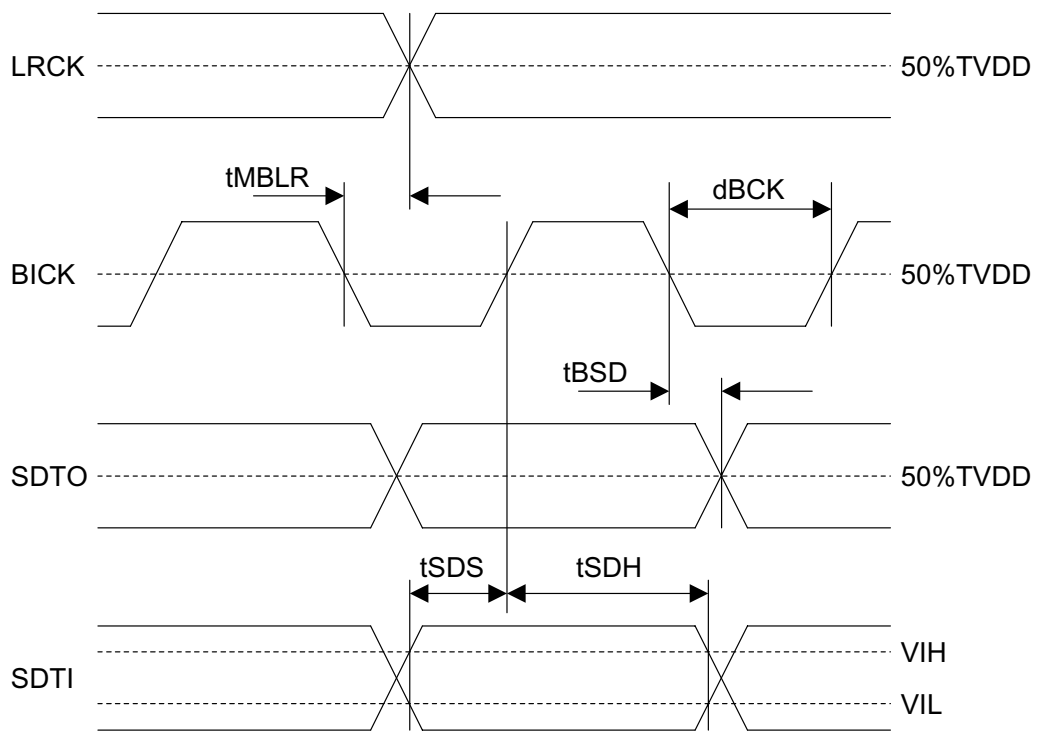 LRCK
50%TVDD
tMBLR
dBCK
BICK
50%TVDD
tBSD
SDTO
50%TVDD
tSDS
tSDH
VIH
SDTI
VIL